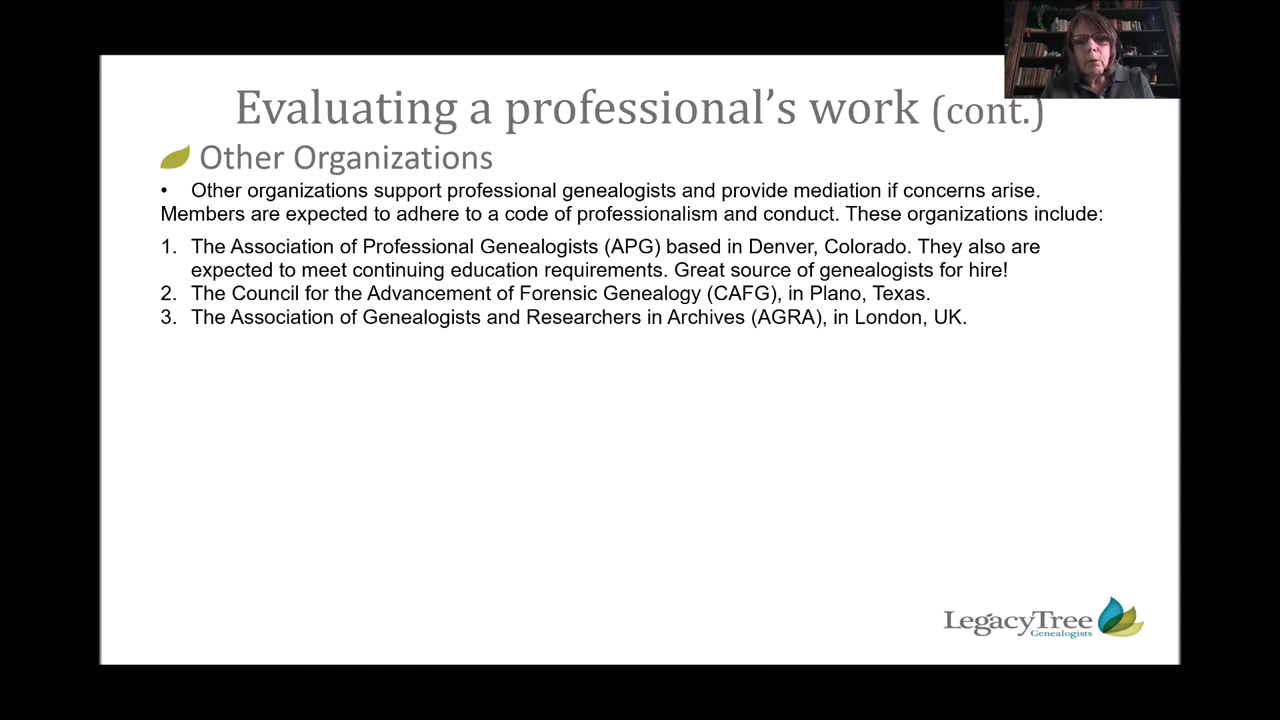 Evaluating a professional’s work (cont.)
Other Organizations
• Other organizations support professional genealogists and provide mediation if concerns arise.
Members are expected to adhere to a code of professionalism and conduct. These organizations include:
1. The Association of Professional Genealogists (APG) based in Denver, Colorado. They also are
expected to meet continuing education requirements. Great source of genealogists for hire!
2. The Council for the Advancement of Forensic Genealogy (CAFG), in Plano, Texas.
3. The Association of Genealogists and Researchers in Archives (AGRA), in London, UK.
LegacyTree
Genealogists